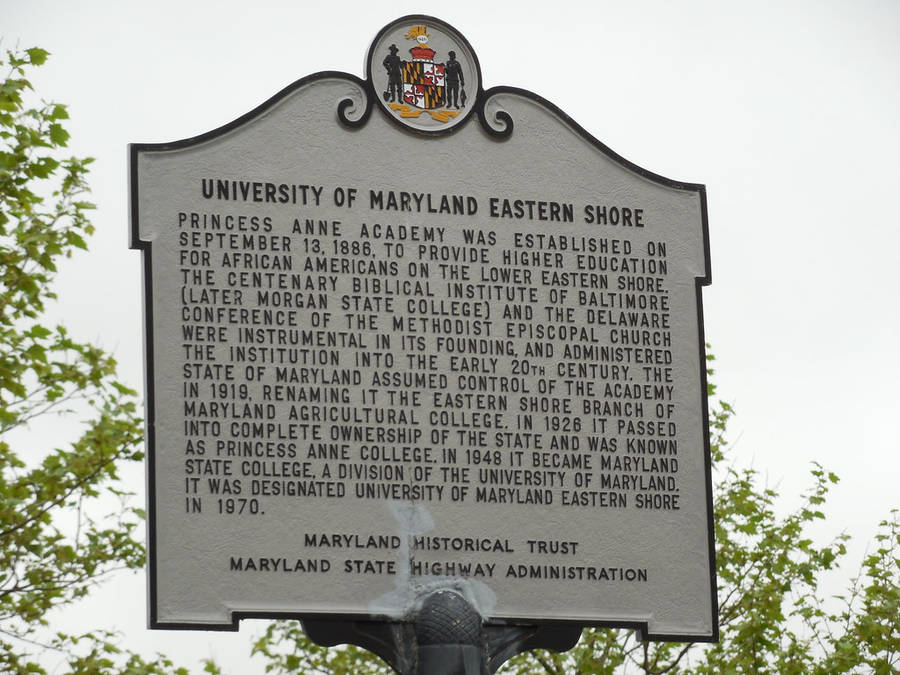 UNIVERSITY OF MARYLAND EASTERN SHORE
PRINCESS ANNE ACADEMY WAS ESTABLISHED ON
SEPTEMBER 13, 1886, TO PROVIDE HIGHER EDUCATION
FOR AFRICAN AMERICANS ON THE LOWER EASTERN SHORE.
THE CENTENARY BIBLICAL INSTITUTE OF BALTIMORE
(LATER MORGAN STATE COLLEGE) AND THE DELAWARE
CONFERENCE OF THE METHODIST EPISCOPAL CHURCH
WERE INSTRUMENTAL IN ITS FOUNDING, AND ADMINISTERED
THE INSTITUTION INTO THE EARLY 20TH CENTURY. THE
STATE OF MARYLAND ASSUMED CONTROL OF THE ACADEMY
IN 1919, RENAMING IT THE EASTERN SHORE BRANCH OF
MARYLAND AGRICULTURAL COLLEGE. IN 1926 IT PASSED
INTO COMPLETE OWNERSHIP OF THE STATE AND WAS KNOWN
AS PRINCESS ANNE COLLEGE. IN 1948 IT BECAME MARYLAND
STATE COLLEGE, A DIVISION OF THE UNIVERSITY OF MARYLAND.
IT WAS DESIGNATED UNIVERSITY OF MARYLAND EASTERN SHORE
IN 1970.
MARYLAND HISTORICAL TRUST
MARYLAND STATE HIGHWAY ADMINISTRATION